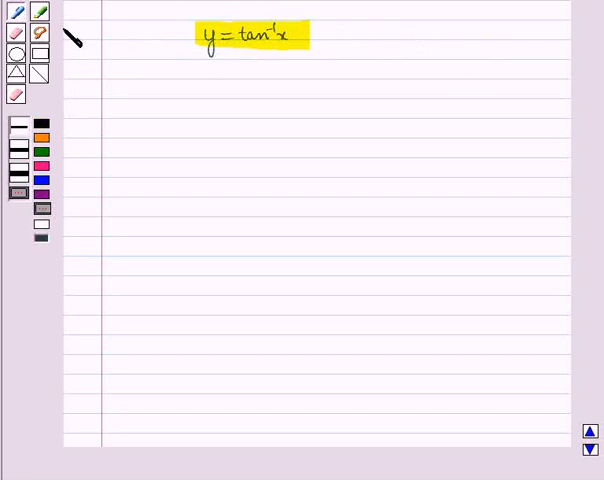 y = tan⁻¹x